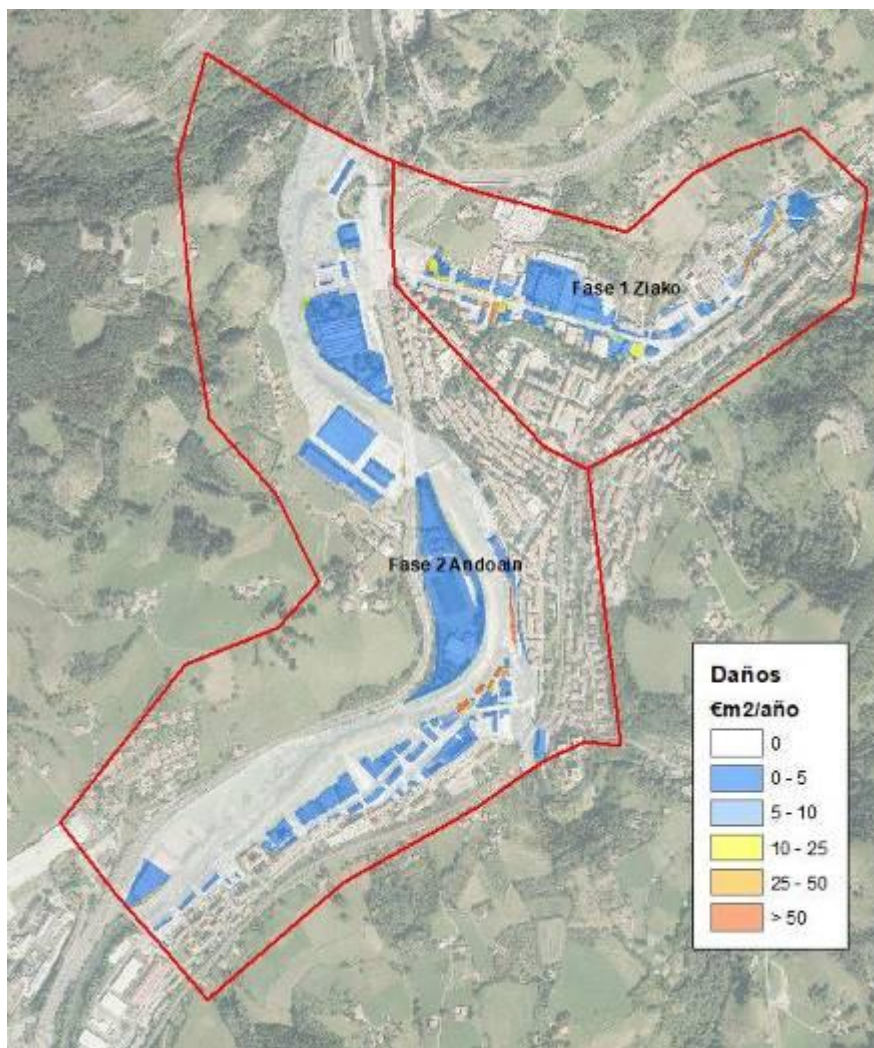 Fase 1 Ziako
Fase 2 Andoain
Daños
€m2/año
0
0 - 5
5 - 10
10 - 25
25 - 50
> 50